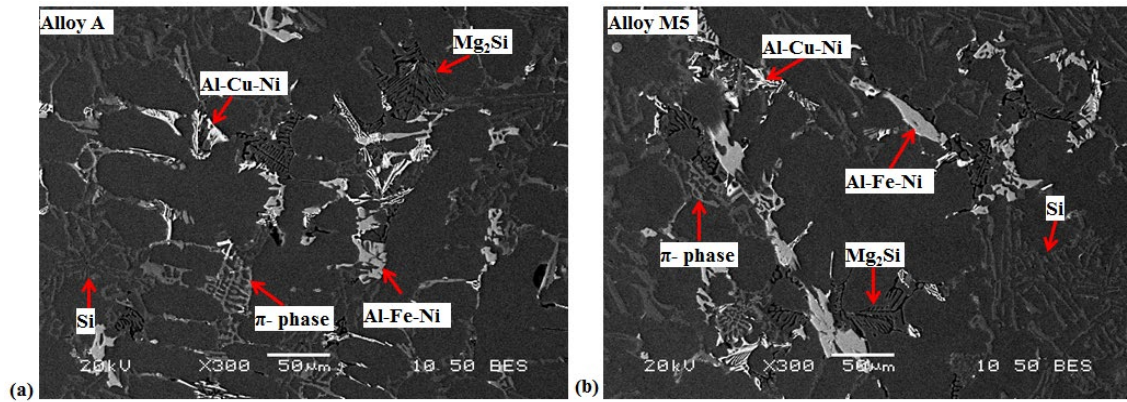 Alloy A
Mg₂Si
Al-Cu-Ni
Si
π- phase
Al-Fe-Ni
20kV X300 50μm 10 50 BES
(a)
Alloy M5
Al-Cu-Ni
Al-Fe-Ni
Si
π- phase
Mg₂Si
20kV X300 50μm 10 50 BES
(b)